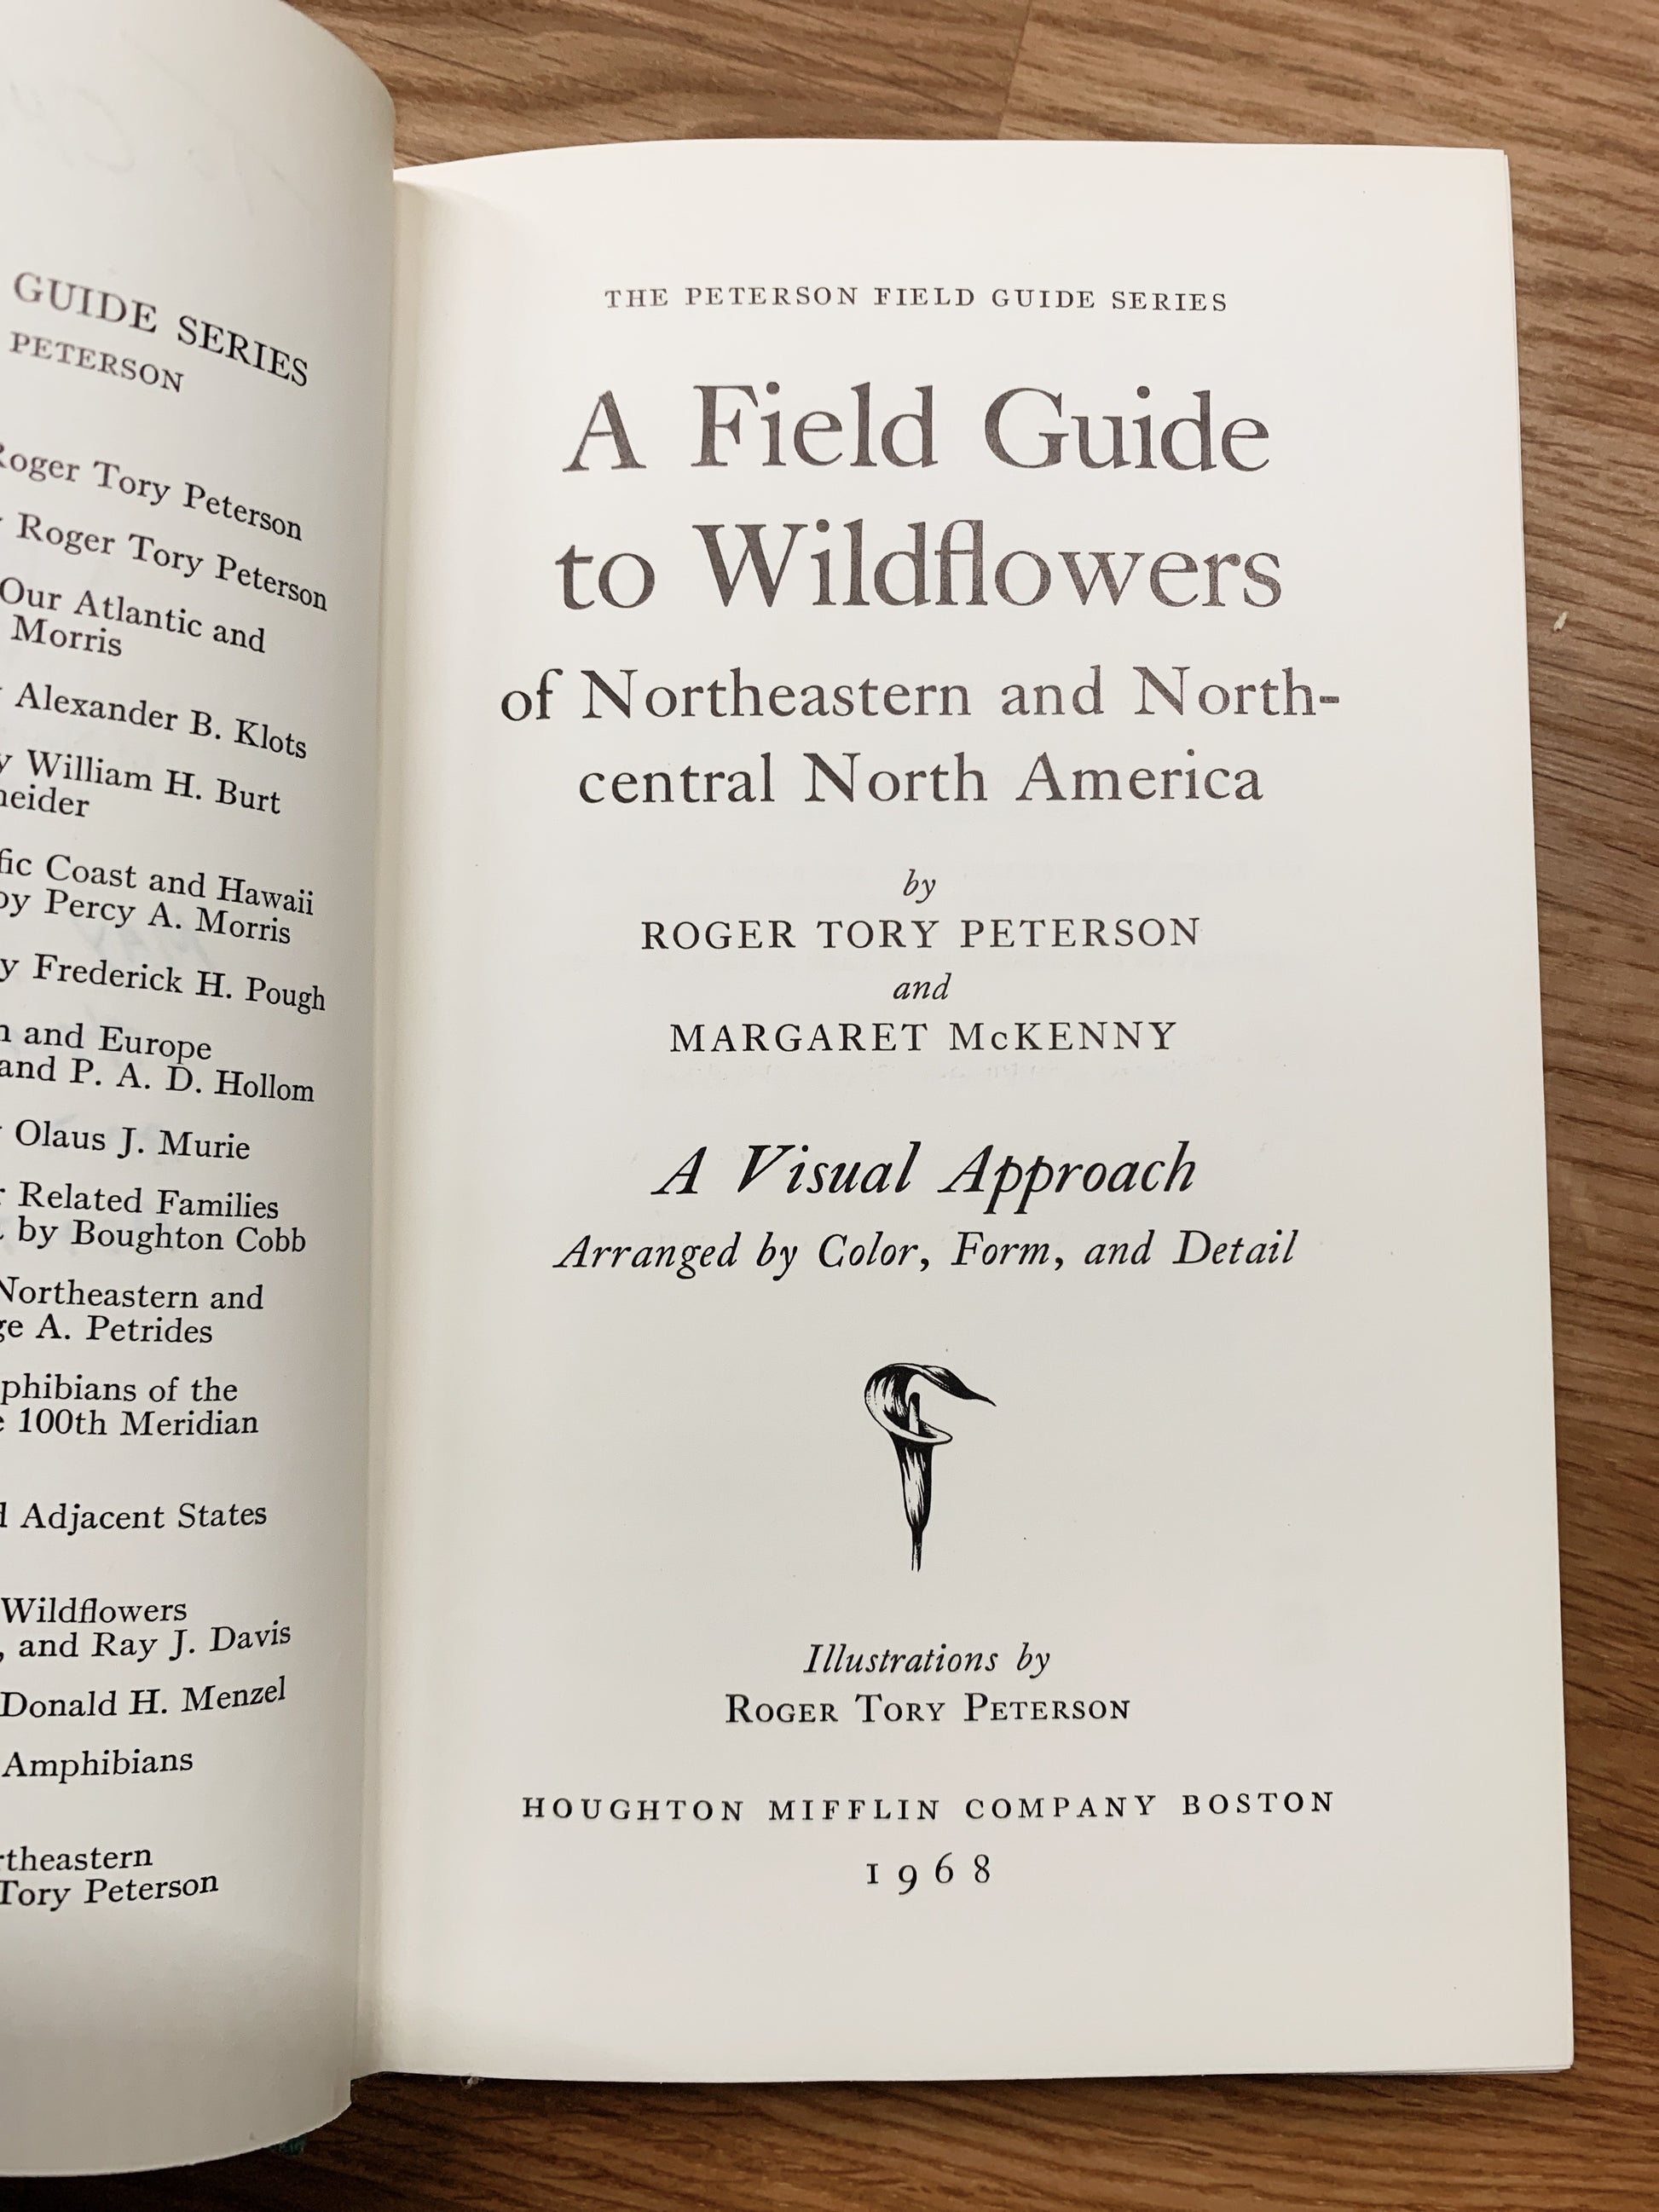 GUIDE SERIES
PETERSON
Roger Tory Peterson
Roger Tory Peterson
Our Atlantic and
Morris
Alexander B. Klots
William H. Burt
Coast and Hawaii
by Percy A. Morris
Frederick H. Pough
and Europe
and P. A. D. Hollom
Olaus J. Murie
Related Families
by Boughton Cobb
Northeastern and
A. Petrides
of the
100th Meridian
Adjacent States
Wildflowers
, and Ray J. Davis
Donald H. Menzel
Amphibians
Tory Peterson
THE PETERSON FIELD GUIDE SERIES
A Field Guide
to Wildflowers
of Northeastern and North-
central North America
by
ROGER TORY PETERSON
and
MARGARET McKENNY
A Visual Approach
Arranged by Color, Form, and Detail
Illustrations by
ROGER TORY PETERSON
HOUGHTON MIFFLIN COMPANY BOSTON
1968